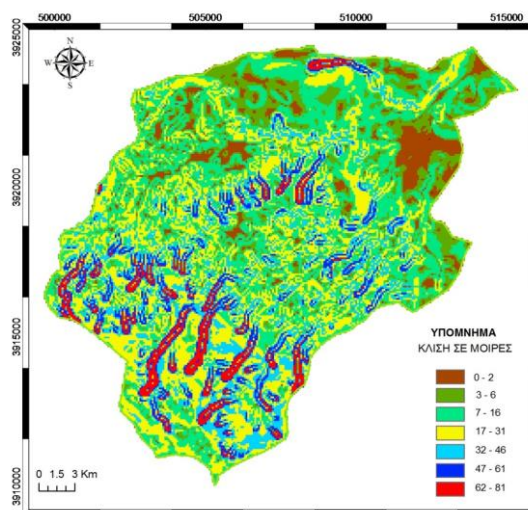 500000 505000 510000 515000
3925000
3920000
3915000
3910000
N
W E
S
0 1.5 3 Km
ΥΠΟΜΝΗΜΑ
ΚΛΙΣΗ ΣΕ ΜΟΙΡΕΣ
0 - 2
3 - 6
7 - 16
17 - 31
32 - 46
47 - 61
62 - 81